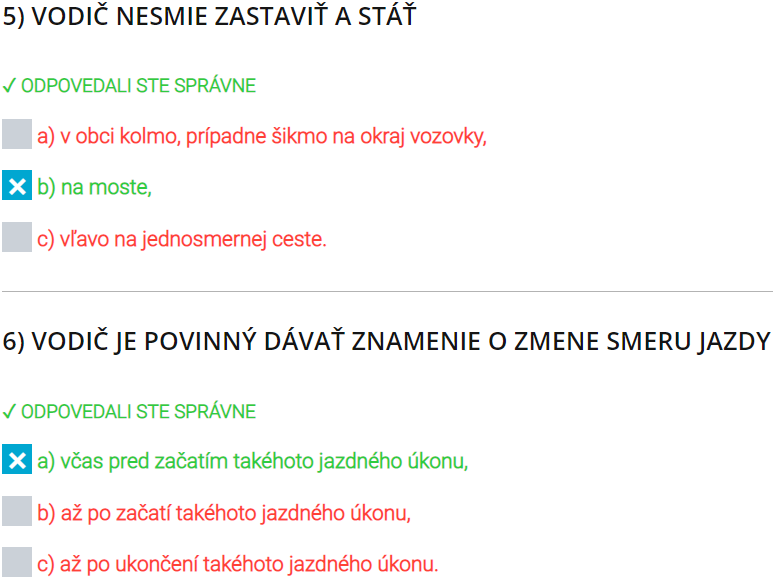 5) VODIČ NESMIE ZASTAVIŤ A STÁŤ
✓ ODPOVEDALI STE SPRÁVNE
a) v obci kolmo, prípadne šikmo na okraj vozovky,
b) na moste,
c) vľavo na jednosmernej ceste.
6) VODIČ JE POVINNÝ DÁVAŤ ZNAMENIE O ZMENE SMERU JAZDY
✓ ODPOVEDALI STE SPRÁVNE
a) včas pred začatím takéhoto jazdného úkonu,
b) až po začatí takéhoto jazdného úkonu,
c) až po ukončení takéhoto jazdného úkonu.